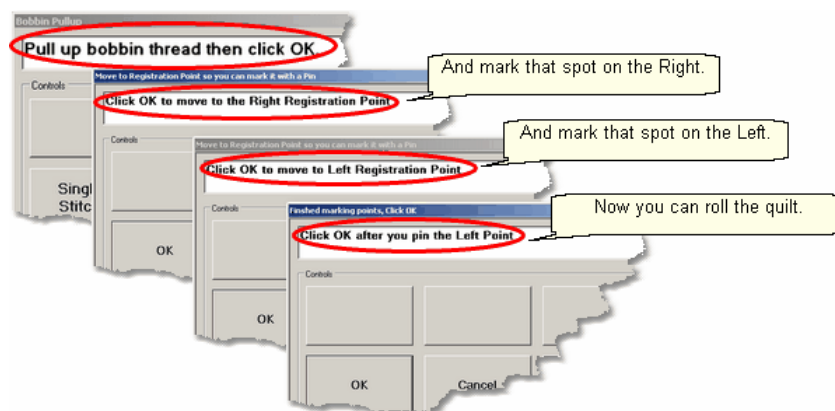 Bobbin Pullup
Pull up bobbin thread then click OK.
Controls
Singl
Stitc
Move to Registration Point so you can mark it with a Pin
Click OK to move to the Right Registration Point
Controls
OK
And mark that spot on the Right.
Move to Registration Point so you can mark it with a Pin
Click OK to move to Left Registration Point
Controls
OK
And mark that spot on the Left.
Finshed marking points, Click OK
Click OK after you pin the Left Point
Controls
OK
Cancel
Now you can roll the quilt.